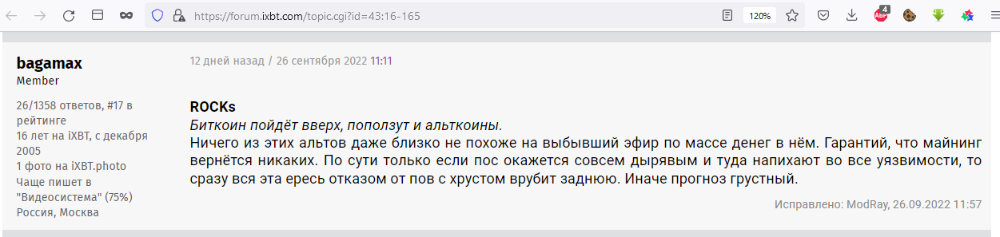 https://forum.ixbt.com/topic.cgi?id=43:16-165
120%
ABP
4
bagamax
Member
26/1358 ответов, #17 в
рейтинге
16 лет на iXBT, с декабря
2005
1 фото на iXBT.photo
Чаще пишет в
"Видеосистема" (75%)
Россия, Москва
12 дней назад / 26 сентября 2022 11:11
ROCKs
Биткоин пойдёт вверх, поползут и альткоины.
Ничего из этих альтов даже близко не похоже на выбывший эфир по массе денег в нём. Гарантий, что майнинг
вернётся никаких. По сути только если пос окажется совсем дырявым и туда напихают во все уязвимости, то
сразу вся эта ересь отказом от пов с хрустом врубит заднюю. Иначе прогноз грустный.
Исправлено: ModRay, 26.09.2022 11:57